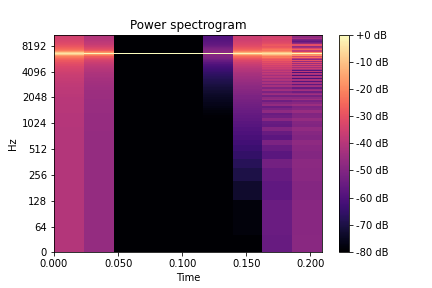 Power spectrogram
Hz
8192
4096
2048
1024
512
256
128
64
0
0.000 0.050 0.100 0.150 0.200
Time
+0 dB
-10 dB
-20 dB
-30 dB
-40 dB
-50 dB
-60 dB
-70 dB
-80 dB